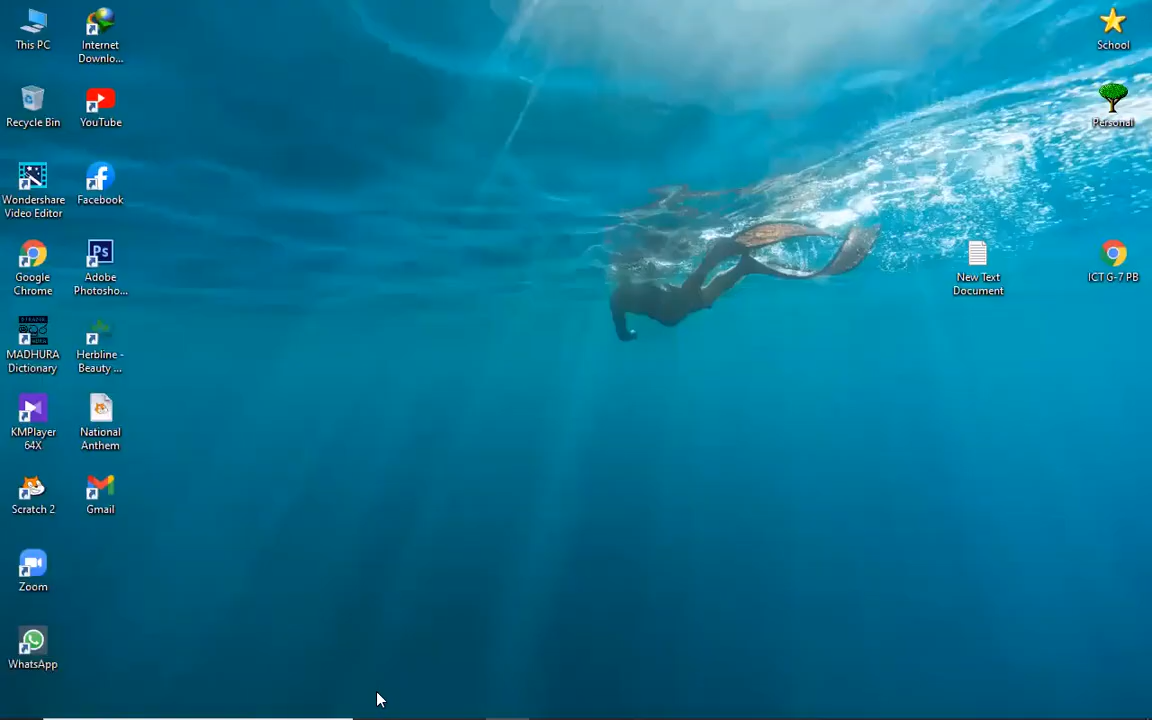 This PC
Internet
Downlo...
Recycle Bin
YouTube
Wondershare
Video Editor
Facebook
Google
Chrome
Ps
Adobe
Photosho...
MADHURA
Dictionary
Herbline -
Beauty ...
KMPlayer
64X
National
Anthem
Scratch 2
Gmail
Zoom
WhatsApp
School
Personal
New Text
Document
ICT G-7 PB